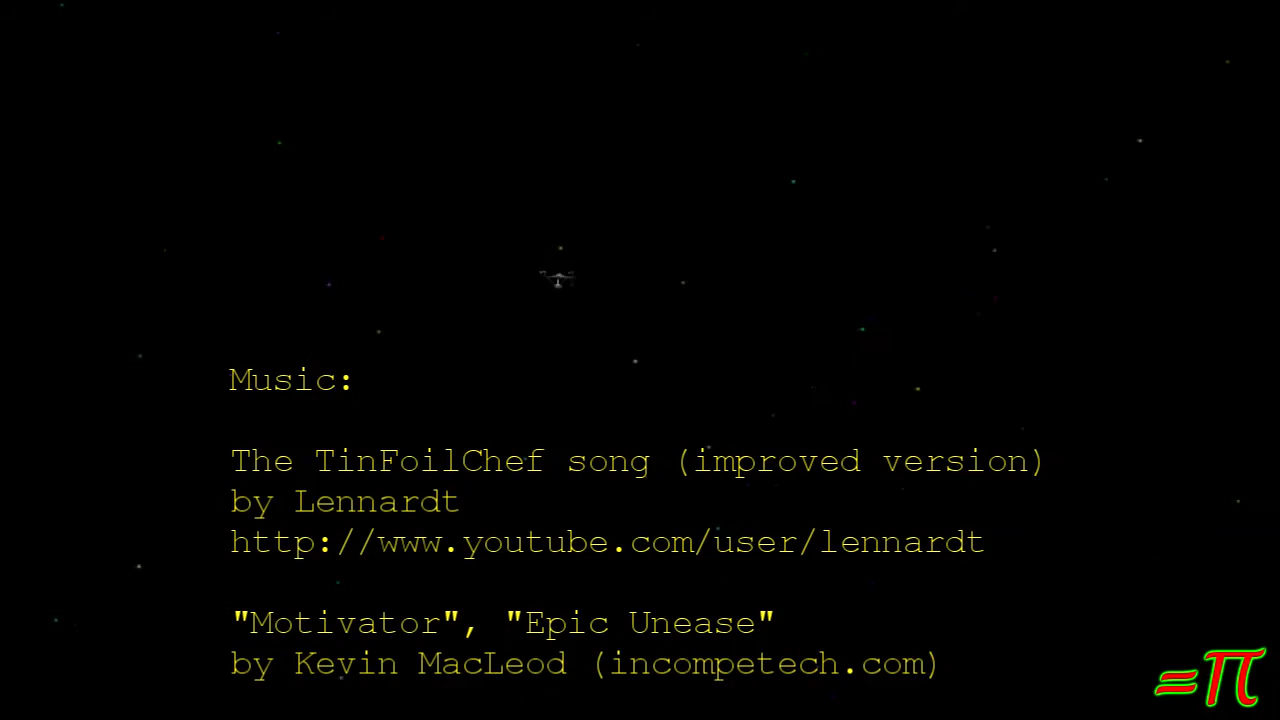 Music:
The TinFoilChef song (improved version)
by Lennardt
http://www.youtube.com/user/lennardt
"Motivator", "Epic Unease"
by Kevin MacLeod (incompetech.com)
=π